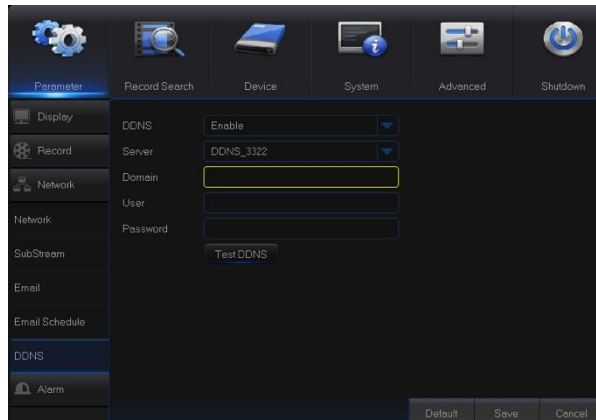 Parameter Record Search Device System Advanced Shutdown
Display
Record
Network
Network
SubStream
Email
Email Schedule
DDNS
Alarm
DDNS Enable
Server DDNS_3322
Domain
User
Password
Test DDNS
Default Save Cancel